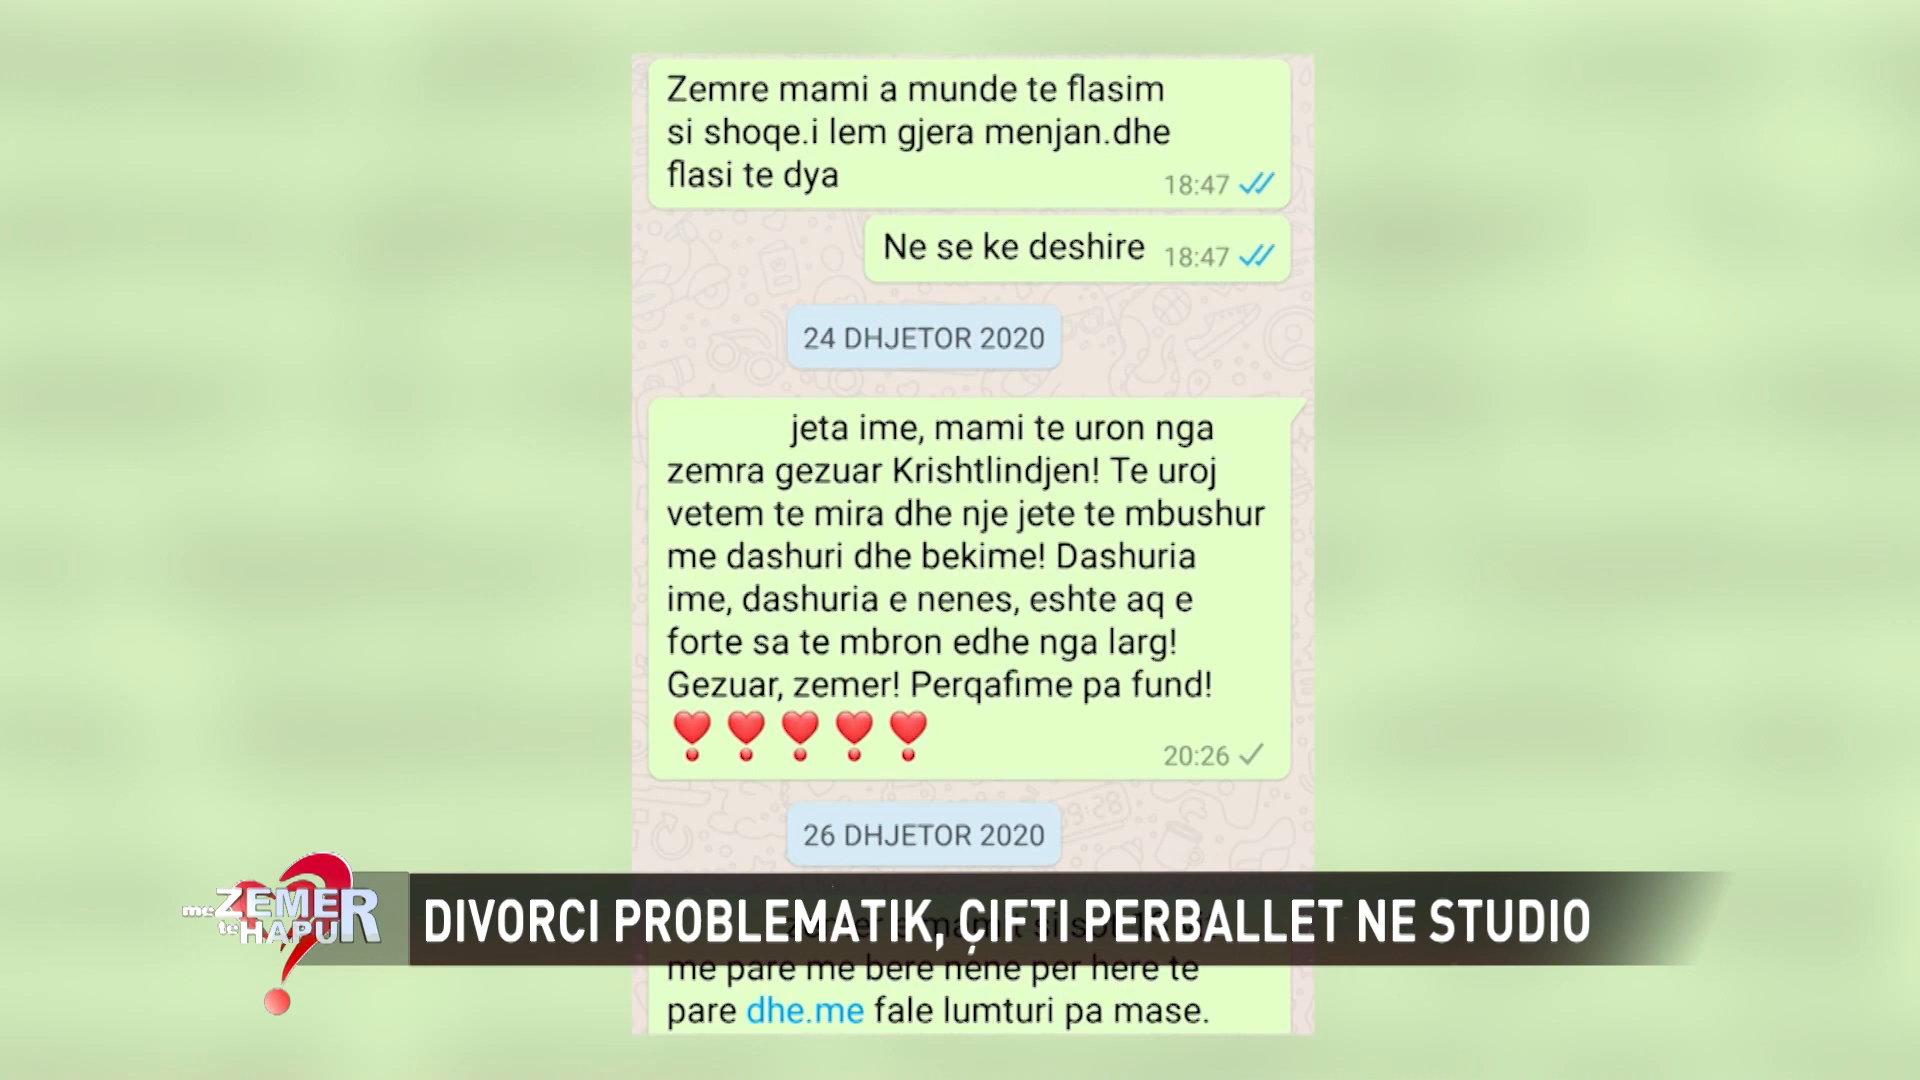 Zemre mami a munde te flasim
si shoqe.i lem gjera menjan.dhe
flasi te dya
18:47
Ne se ke deshire
18:47
24 DHJETOR 2020
jeta ime, mami te uron nga
zemra gezuar Krishtlindjen! Te uroj
vetem te mira dhe nje jete te mbushur
me dashuri dhe bekime! Dashuria
ime, dashuria e nenes, eshte aq e
forte sa te mbron edhe nga larg!
Gezuar, zemer! Perqafime pa fund!
❣❣❣❣❣
20:26
26 DHJETOR 2020
me ZEMER
te HAPUR
DIVORCI PROBLEMATIK, ÇIFTI PERBALLET NE STUDIO
me pare me bere nene per here te
pare dhe.me fale lumturi pa mase.